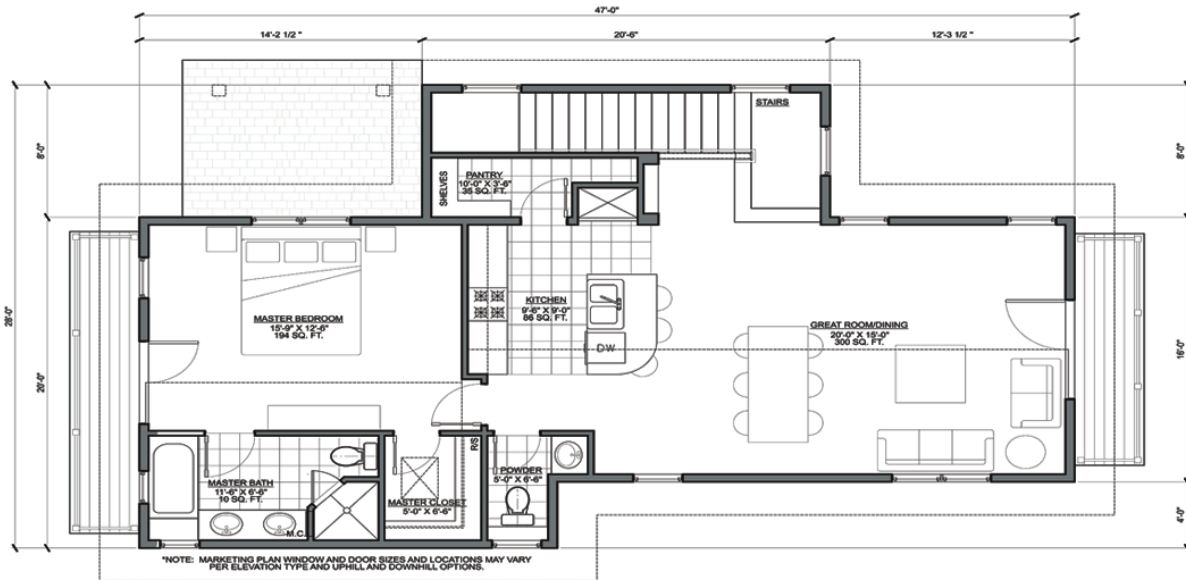 47'-0"
14'-2 1/2 "
20'-6"
12'-3 1/2 "
STAIRS
8'-0"
8'-0"
SHELVES
PANTRY
10'-0" X 3'-6"
35 SQ. FT.
28'-0"
MASTER BEDROOM
15'-9" X 12'-6"
194 SQ. FT.
KITCHEN
9'-6" X 9'-0"
86 SQ. FT.
DW
GREAT ROOM/DINING
20'-0" X 15'-0"
300 SQ. FT.
20'-0"
16'-0"
R/S
MASTER BATH
11'-6" X 6'-6"
10 SQ. FT.
M.C.
MASTER CLOSET
5'-0" X 6'-6"
POWDER
5'-0" X 6'-6"
4'-0"
*NOTE: MARKETING PLAN WINDOW AND DOOR SIZES AND LOCATIONS MAY VARY
PER ELEVATION TYPE AND UPHILL AND DOWNHILL OPTIONS.